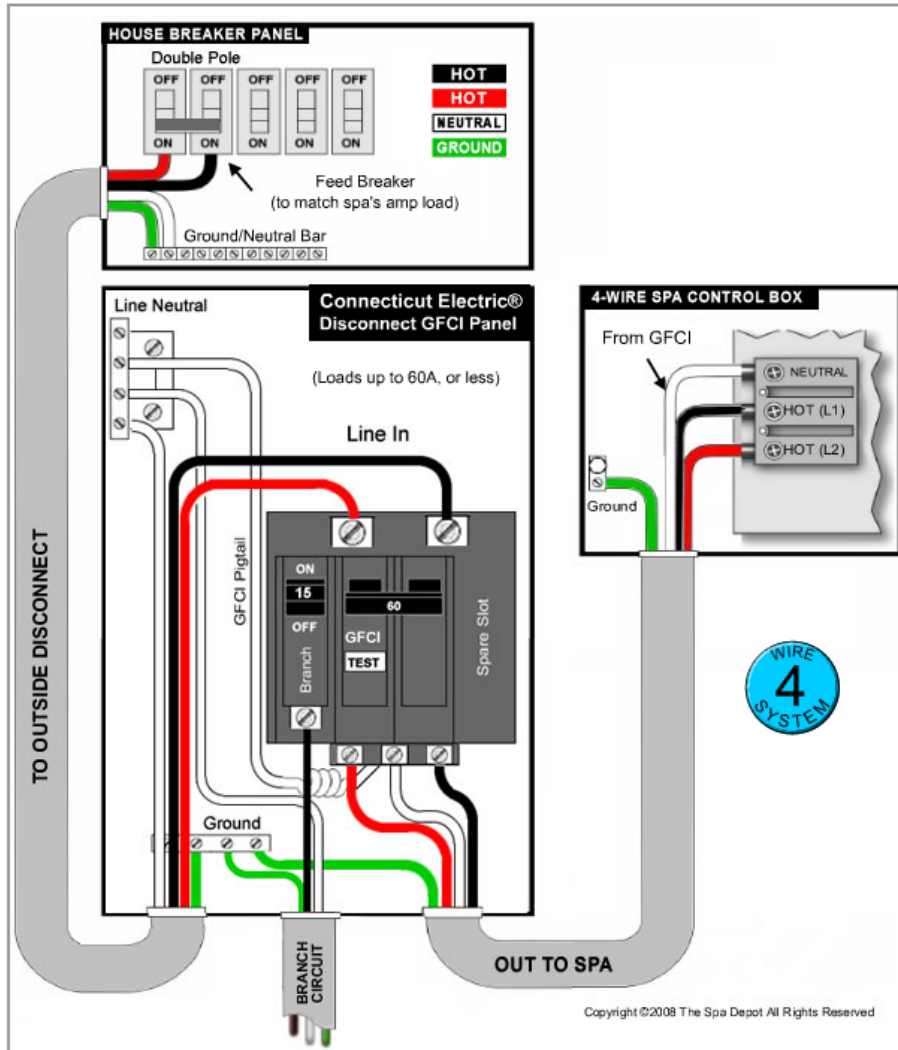 HOUSE BREAKER PANEL
Double Pole
OFF OFF OFF OFF OFF
ON ON ON ON ON
HOT
HOT
NEUTRAL
GROUND
Feed Breaker
(to match spa's amp load)
Ground/Neutral Bar
Line Neutral
Connecticut Electric®
Disconnect GFCI Panel
(Loads up to 60A, or less)
Line In
GFCI Pigtail
ON
15
OFF
Branch
60
GFCI
TEST
Spare Slot
Ground
TO OUTSIDE DISCONNECT
BRANCH
CIRCUIT
OUT TO SPA
4-WIRE SPA CONTROL BOX
From GFCI
NEUTRAL
HOT (L1)
HOT (L2)
Ground
WIRE
4
SYSTEM
Copyright ©2008 The Spa Depot All Rights Reserved